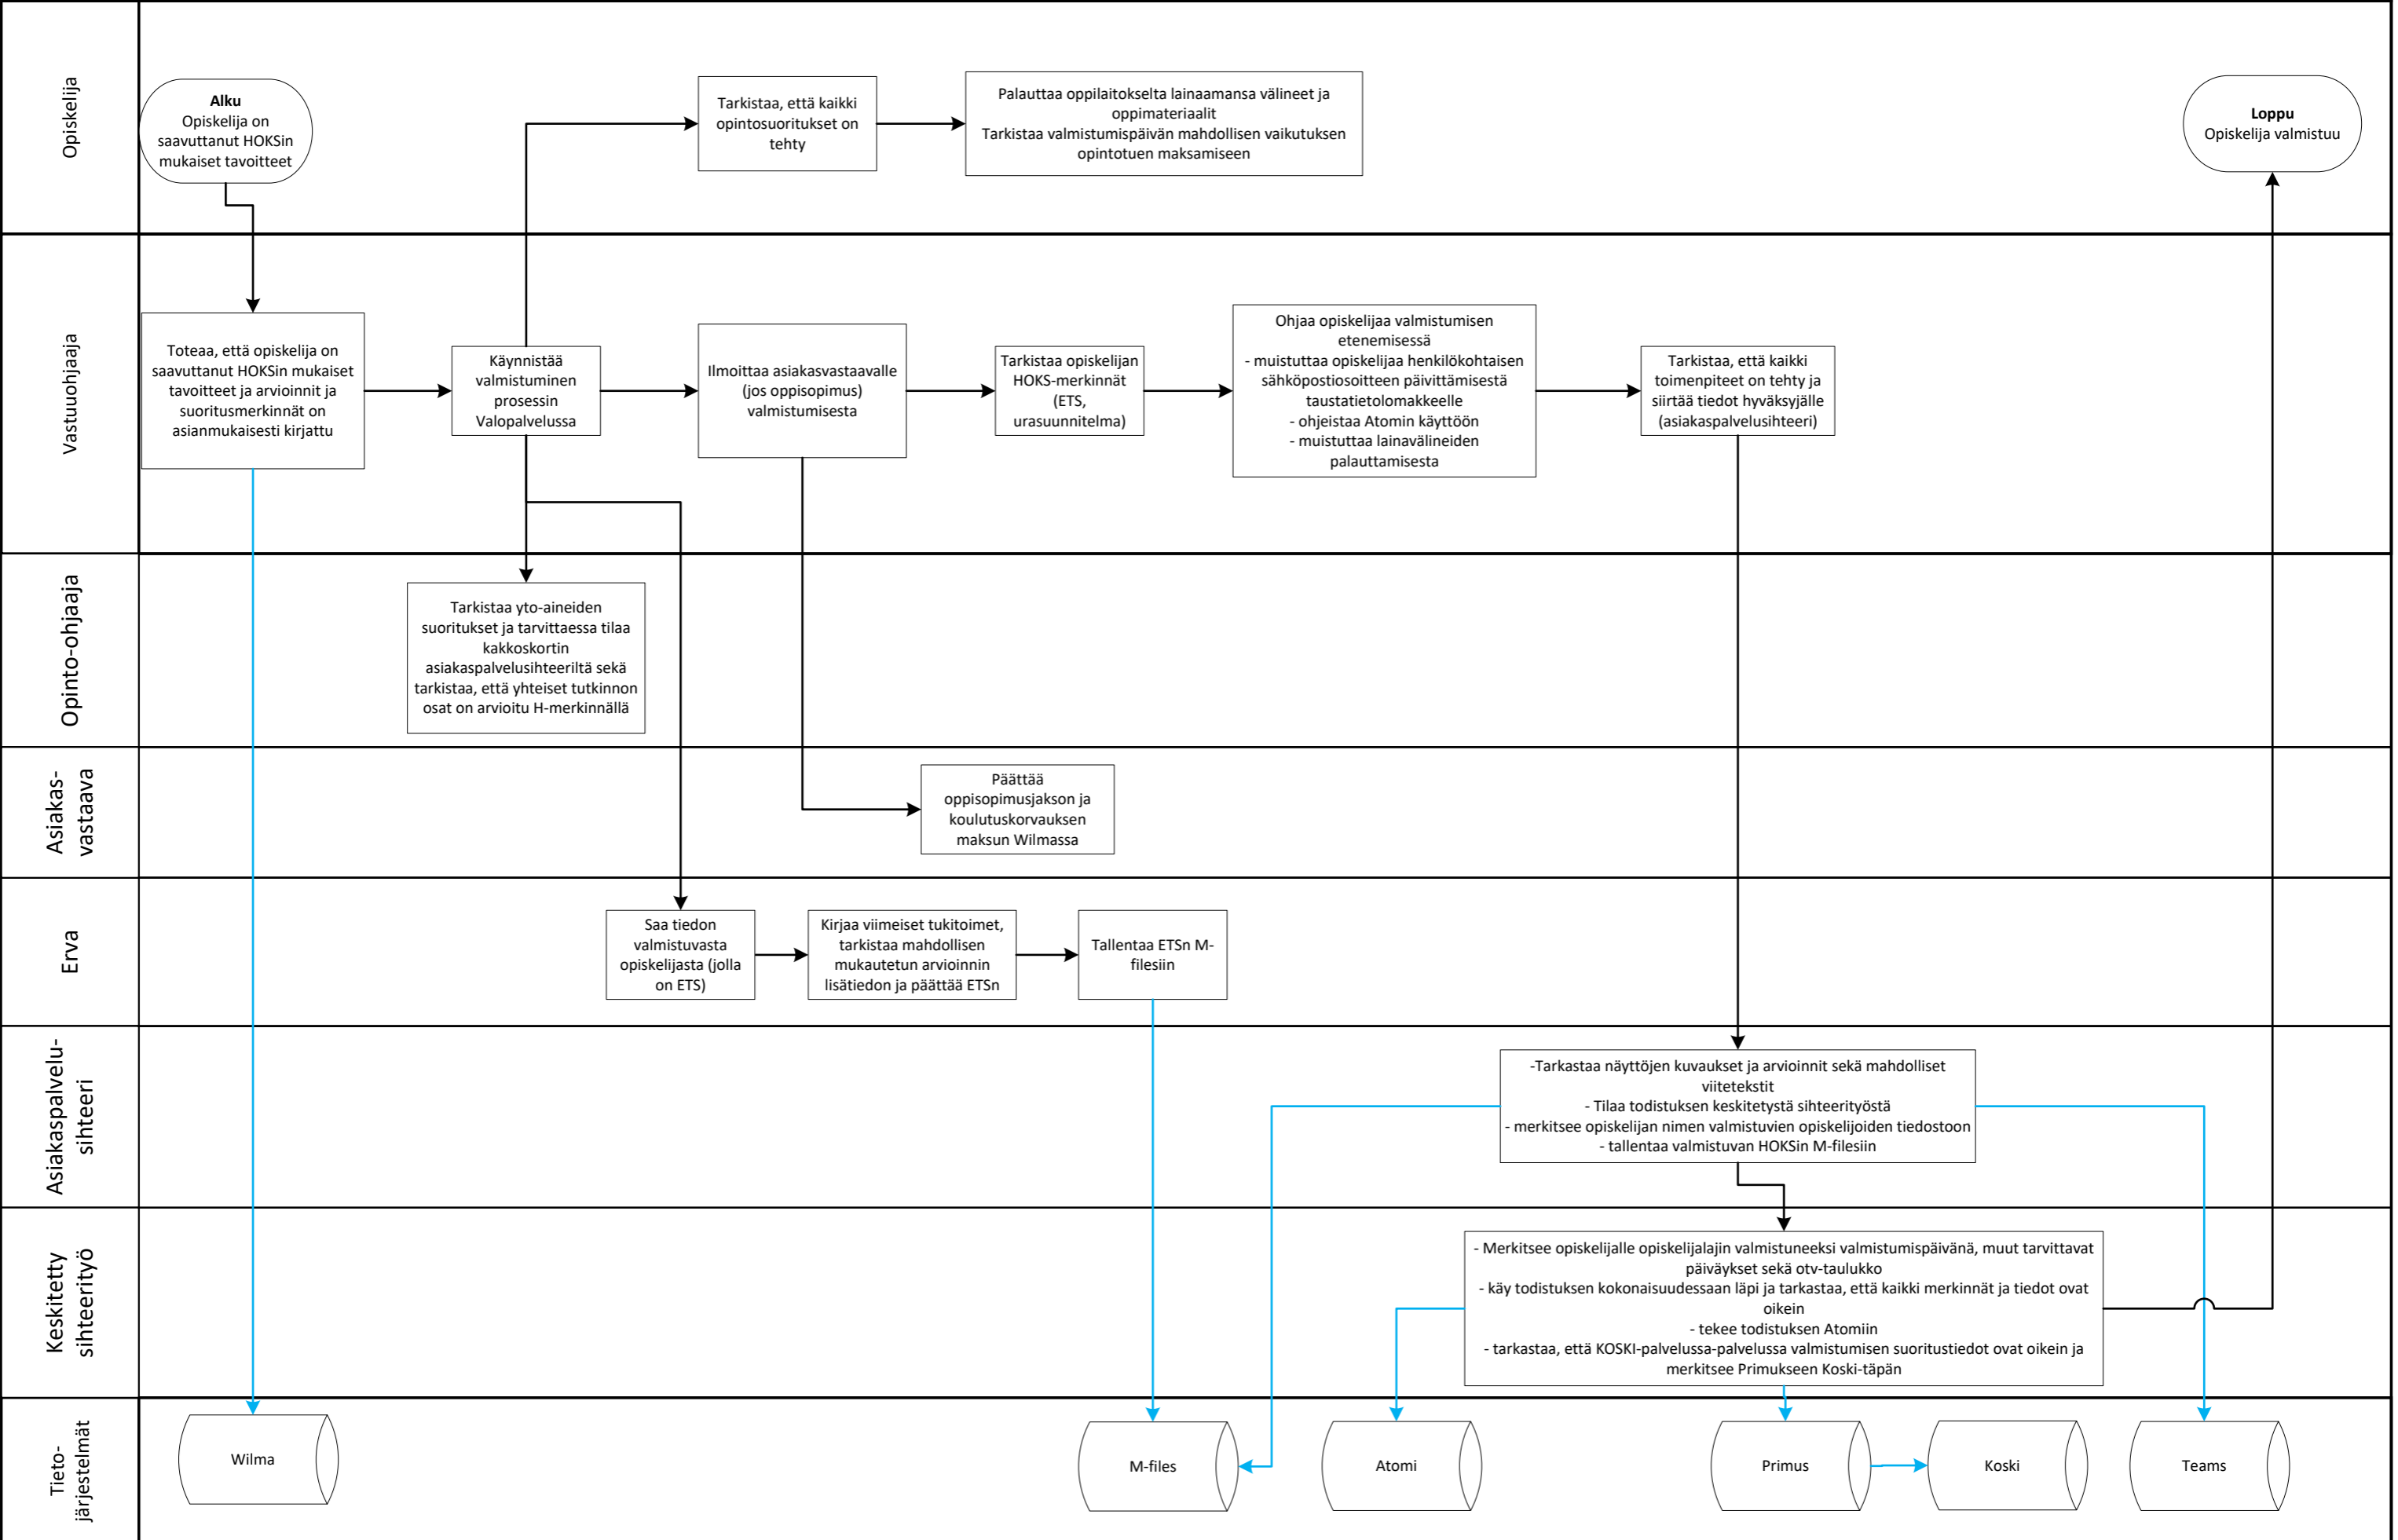 Opiskelija
Alku
Opiskelija on
saavuttanut HOKSin
mukaiset tavoitteet
Tarkistaa, että kaikki
opintosuoritukset on
tehty
Palauttaa oppilaitokselta lainaamansa välineet ja
oppimateriaalit
Tarkistaa valmistumispäivän mahdollisen vaikutuksen
opintotuen maksamiseen
Loppu
Opiskelija valmistuu
Vastuuohjaaja
Toteaa, että opiskelija on
saavuttanut HOKSin mukaiset
tavoitteet ja arvioinnit ja
suoritusmerkinnät on
asianmukaisesti kirjattu
Käynnistää
valmistuminen
prosessin
Valopalvelussa
Ilmoittaa asiakasvastaavalle
(jos oppisopimus)
valmistumisesta
Tarkistaa opiskelijan
HOKS-merkinnät
(ETS,
urasuunnitelma)
Ohjaa opiskelijaa valmistumisen
etenemisessä
- muistuttaa opiskelijaa henkilökohtaisen
sähköpostiosoitteen päivittämisestä
taustatietolomakkeelle
- ohjeistaa Atomin käyttöön
- muistuttaa lainavälineiden
palauttamisesta
Tarkistaa, että kaikki
toimenpiteet on tehty ja
siirtää tiedot hyväksyjälle
(asiakaspalvelusihteeri)
Opinto-ohjaaja
Tarkistaa yto-aineiden
suoritukset ja tarvittaessa tilaa
kakkoskortin
asiakaspalvelusihteeriltä sekä
tarkistaa, että yhteiset tutkinnon
osat on arvioitu H-merkinnällä
Asiakas-
vastaava
Päättää
oppisopimusjakson ja
koulutuskorvauksen
maksun Wilmassa
Erva
Saa tiedon
valmistuvasta
opiskelijasta (jolla
on ETS)
Kirjaa viimeiset tukitoimet,
tarkistaa mahdollisen
mukautetun arvioinnin
lisätiedon ja päättää ETSn
Tallentaa ETSn M-
filesiin
Asiakaspalvelu-
sihteeri
-Tarkastaa näyttöjen kuvaukset ja arvioinnit sekä mahdolliset
viitetekstit
- Tilaa todistuksen keskitetystä sihteerityöstä
- merkitsee opiskelijan nimen valmistuvien opiskelijoiden tiedostoon
- tallentaa valmistuvan HOKSin M-filesiin
Keskitetty
sihteerityö
- Merkitsee opiskelijalle opiskelijalajin valmistuneeksi valmistumispäivänä, muut tarvittavat
päiväykset sekä otv-taulukko
- käy todistuksen kokonaisuudessaan läpi ja tarkastaa, että kaikki merkinnät ja tiedot ovat
oikein
- tekee todistuksen Atomiin
- tarkastaa, että KOSKI-palvelussa-palvelussa valmistumisen suoritustiedot ovat oikein ja
merkitsee Primukseen Koski-täpän
Tieto-
järjestelmät
Wilma
M-files
Atomi
Primus
Koski
Teams